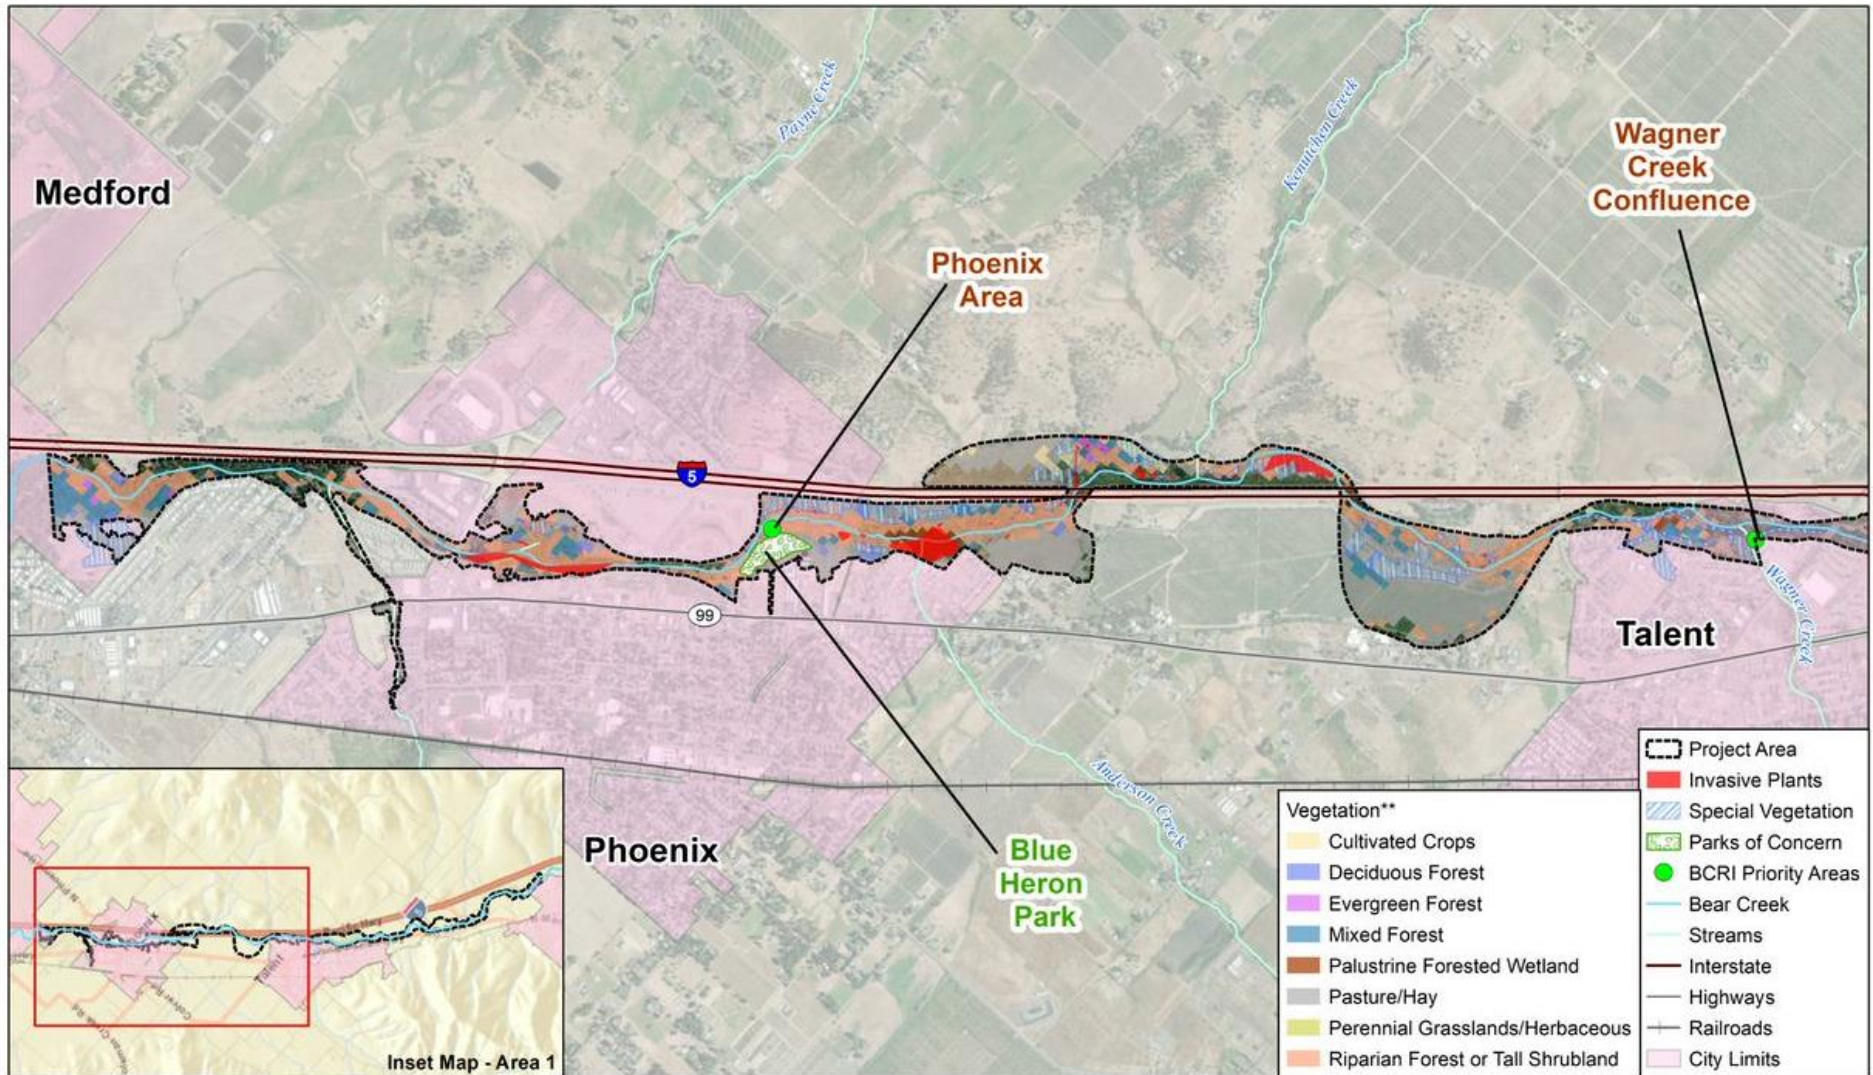 Medford
Payne Creek
Kenutchen Creek
Wagner
Creek
Confluence
Phoenix
Area
5
99
Talent
Wagner Creek
Anderson Creek
Phoenix
Blue
Heron
Park
Talent
Colver Rd
Inset Map - Area 1
Vegetation**
Cultivated Crops
Deciduous Forest
Evergreen Forest
Mixed Forest
Palustrine Forested Wetland
Pasture/Hay
Perennial Grasslands/Herbaceous
Riparian Forest or Tall Shrubland
Project Area
Invasive Plants
Special Vegetation
Parks of Concern
BCRI Priority Areas
Bear Creek
Streams
Interstate
Highways
Railroads
City Limits